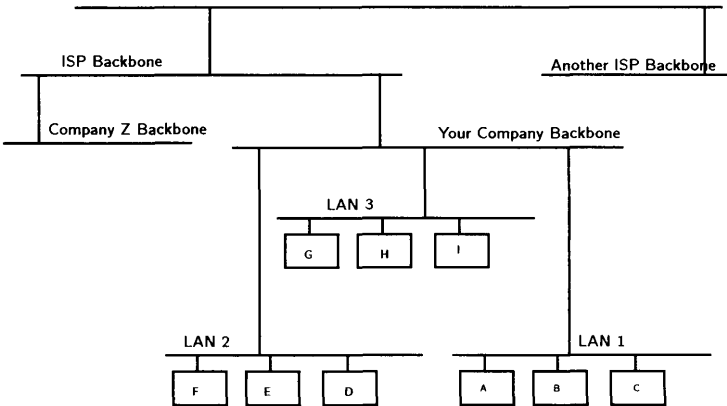 ISP Backbone
Another ISP Backbone
Company Z Backbone
Your Company Backbone
LAN 3
G H I
LAN 2
LAN 1
F E D
A B C